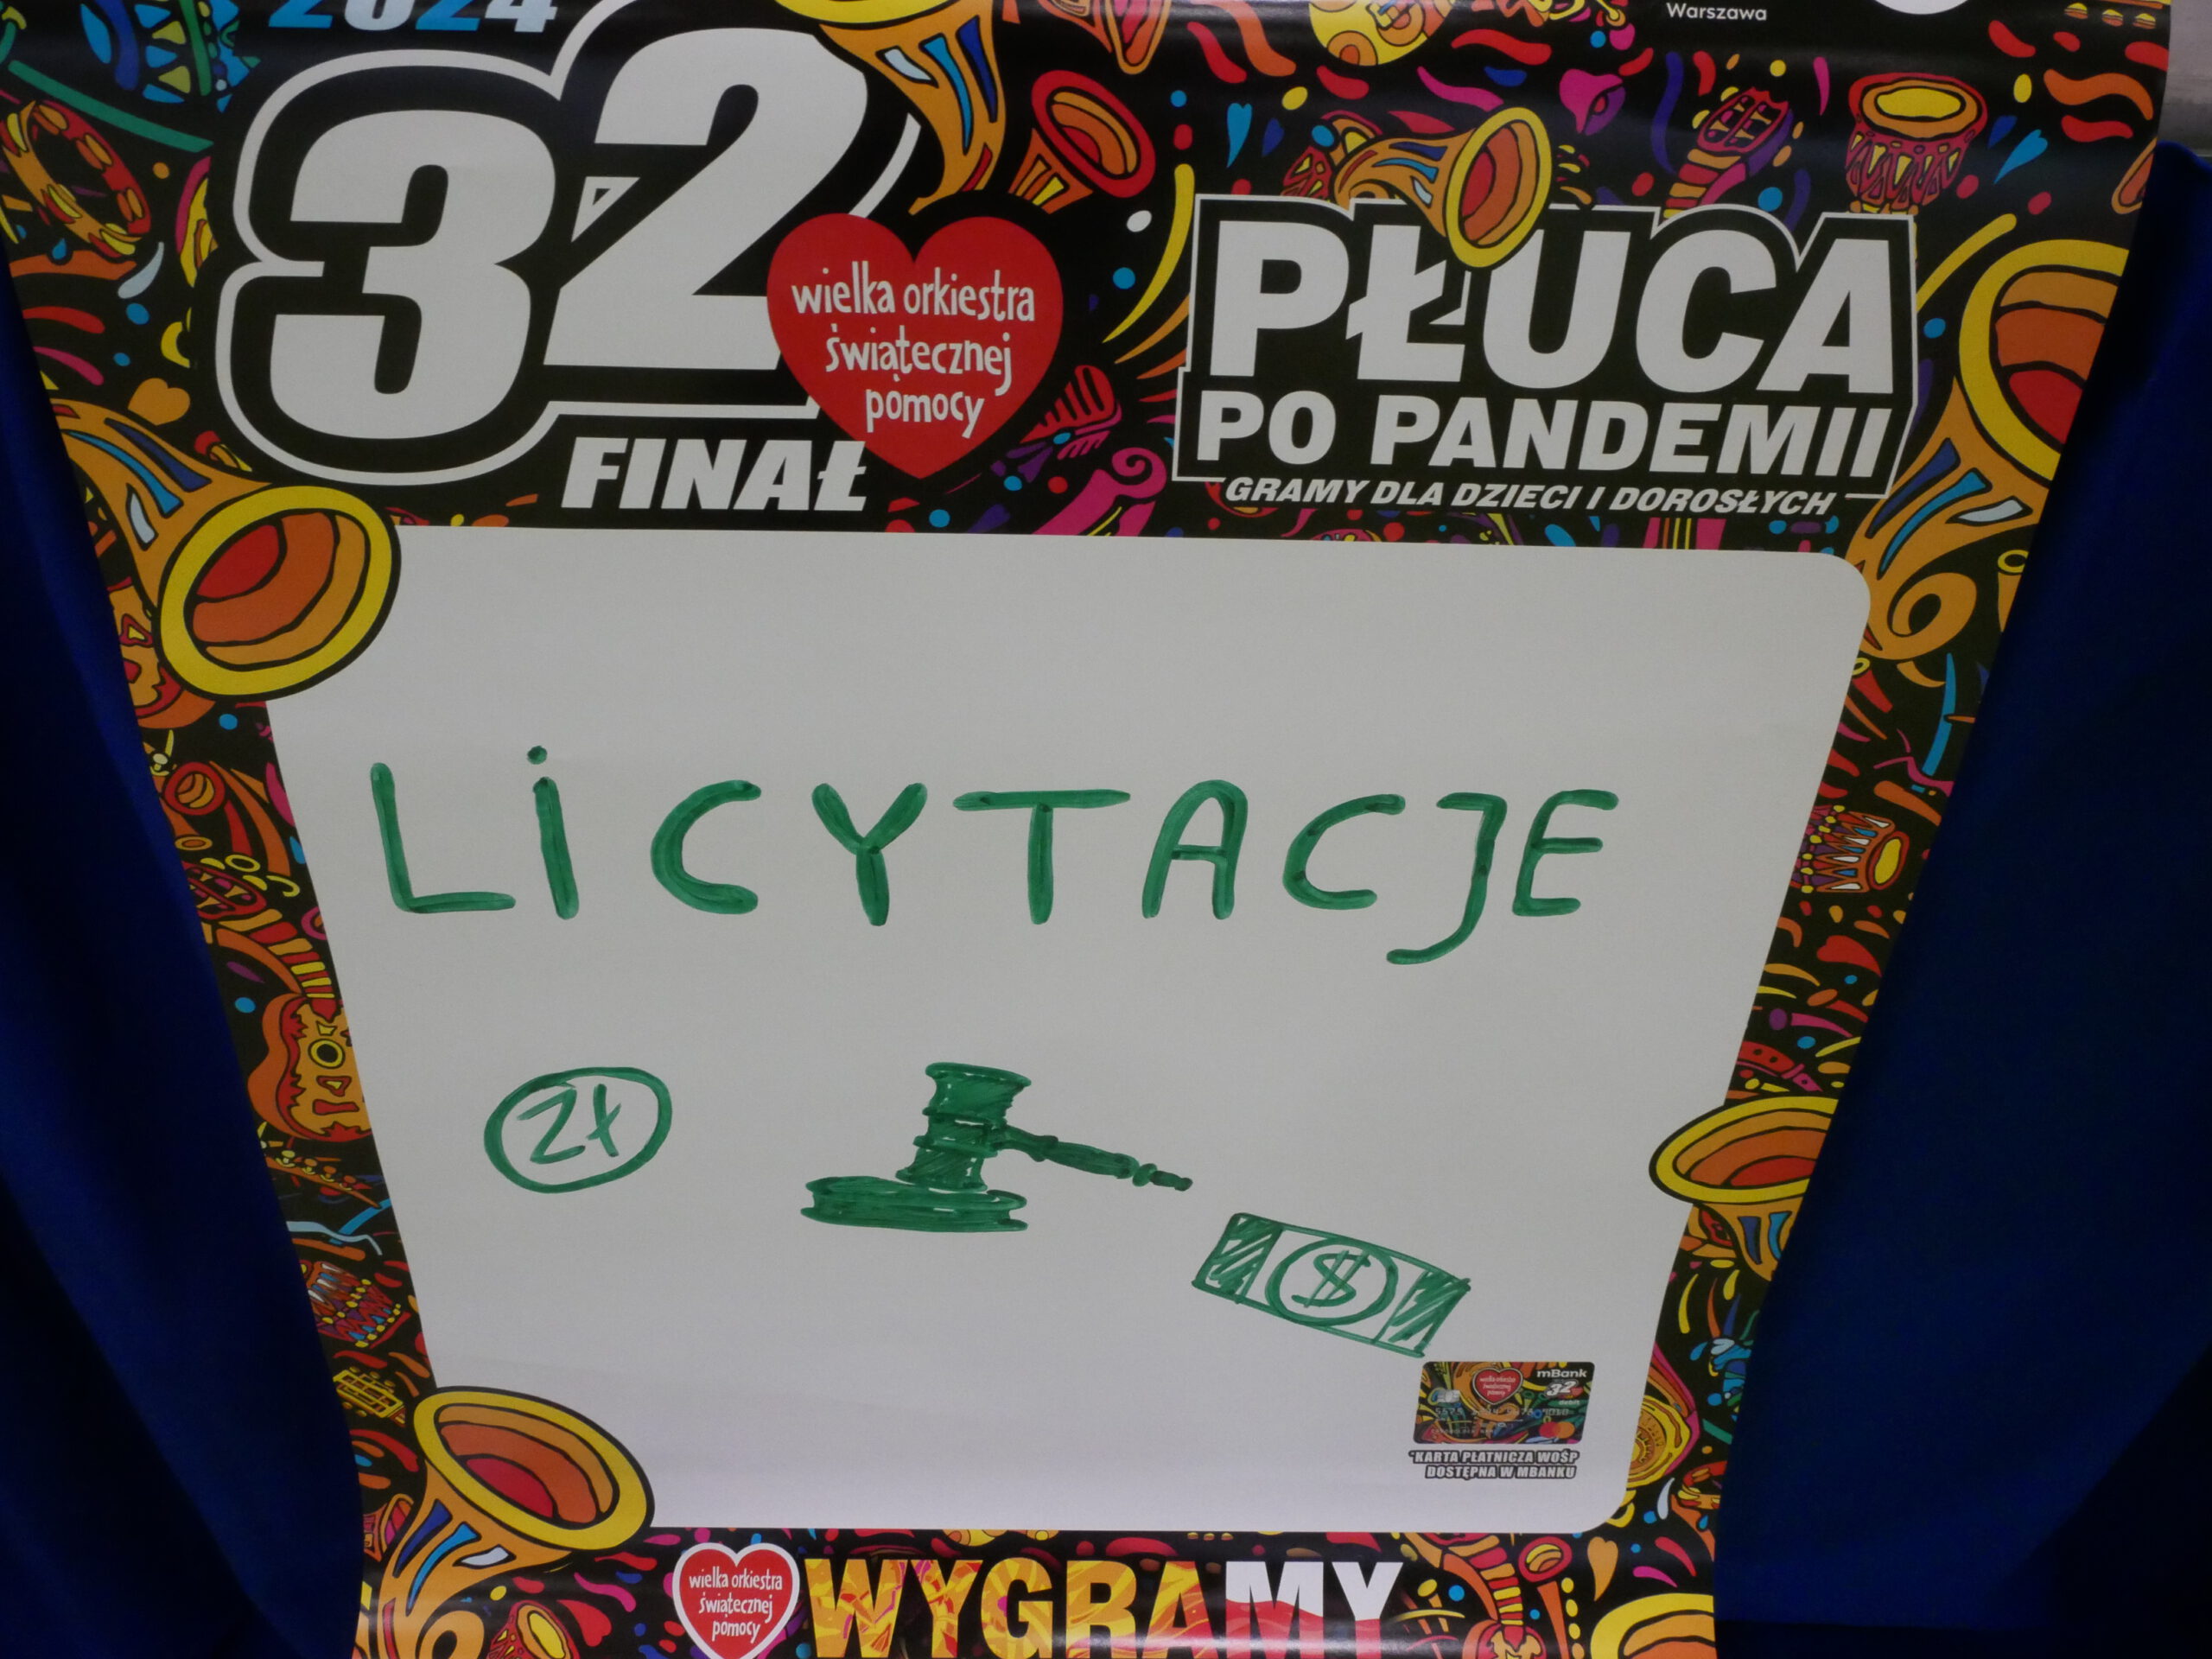 2024
Warszawa
32
FINAŁ
wielka orkiestra
świątecznej
pomocy
PŁUCA
PO PANDEMII
GRAMY DLA DZIECI I DOROSŁYCH
LiCYTACJE
zł
$
mBank
32
*KARTA PŁATNICZA WOŚP
DOSTĘPNA W MBANKU
wielka orkiestra
świątecznej
pomocy
WYGRAMY